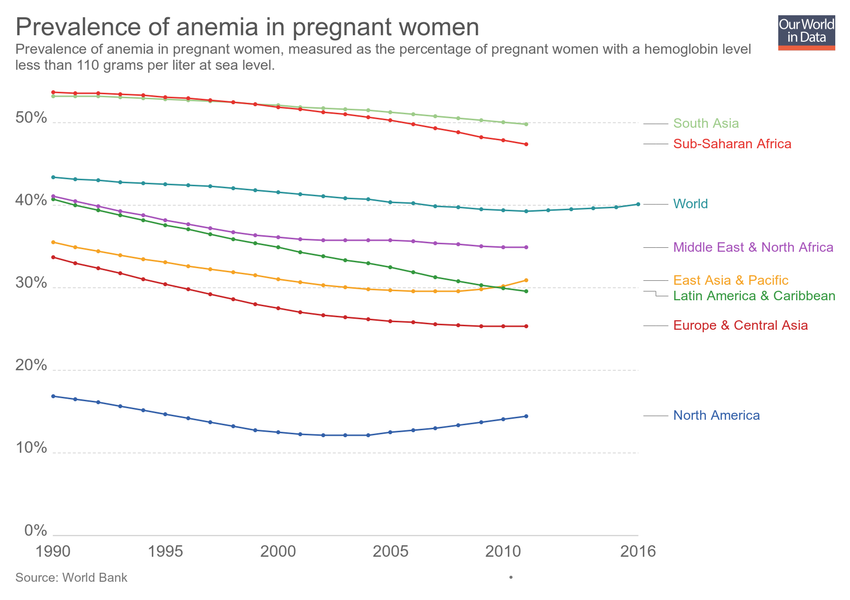 Prevalence of anemia in pregnant women
Our World
in Data
Prevalence of anemia in pregnant women, measured as the percentage of pregnant women with a hemoglobin level
less than 110 grams per liter at sea level.
50%
South Asia
Sub-Saharan Africa
40%
World
Middle East & North Africa
30%
East Asia & Pacific
Latin America & Caribbean
Europe & Central Asia
20%
North America
10%
0%
1990 1995 2000 2005 2010 2016
Source: World Bank